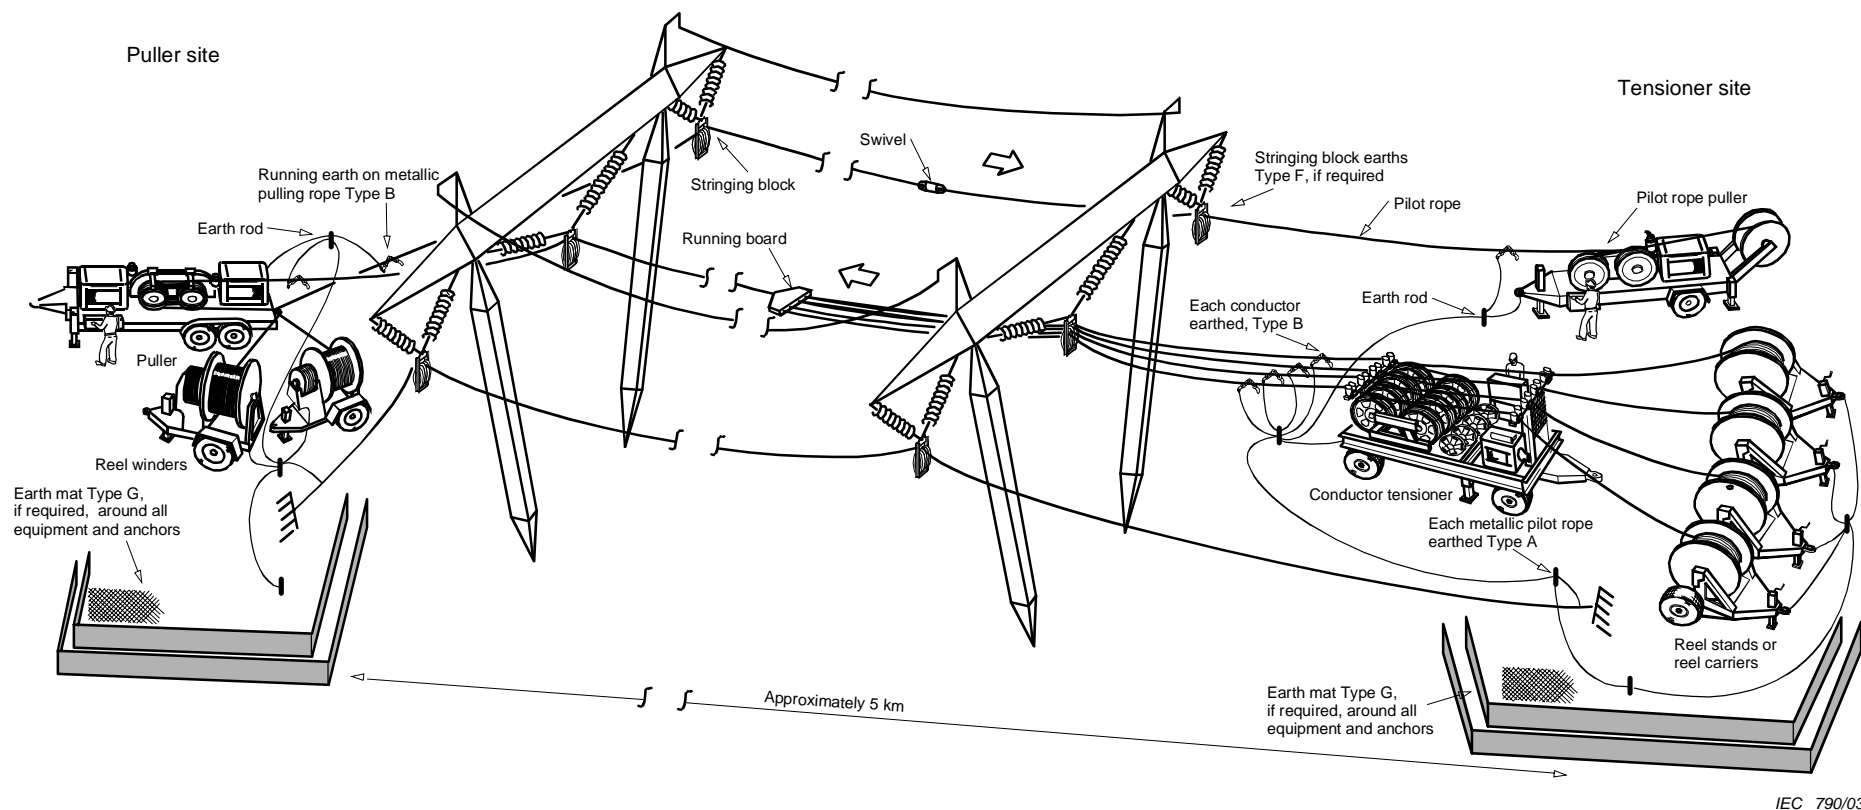 Puller site
Tensioner site
Swivel
Stringing block
Stringing block earths
Type F, if required
Running earth on metallic
pulling rope Type B
Pilot rope
Pilot rope puller
Earth rod
Running board
Each conductor
earthed, Type B
Earth rod
Puller
Reel winders
Earth mat Type G,
if required, around all
equipment and anchors
Conductor tensioner
Each metallic pilot rope
earthed Type A
Reel stands or
reel carriers
Approximately 5 km
Earth mat Type G,
if required, around all
equipment and anchors
IEC 790/03